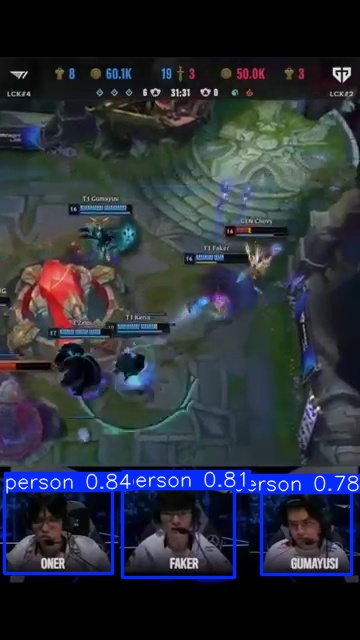 8 60.1K 19 3 50.0K 3
LCK#4 6 31:31 0 LCK#2
T1 Gumayusi
16
GEN Chovy
16
T1 Faker
16
T1 Keria
17
person 0.84 person 0.81 person 0.78
ONER FAKER GUMAYUSI